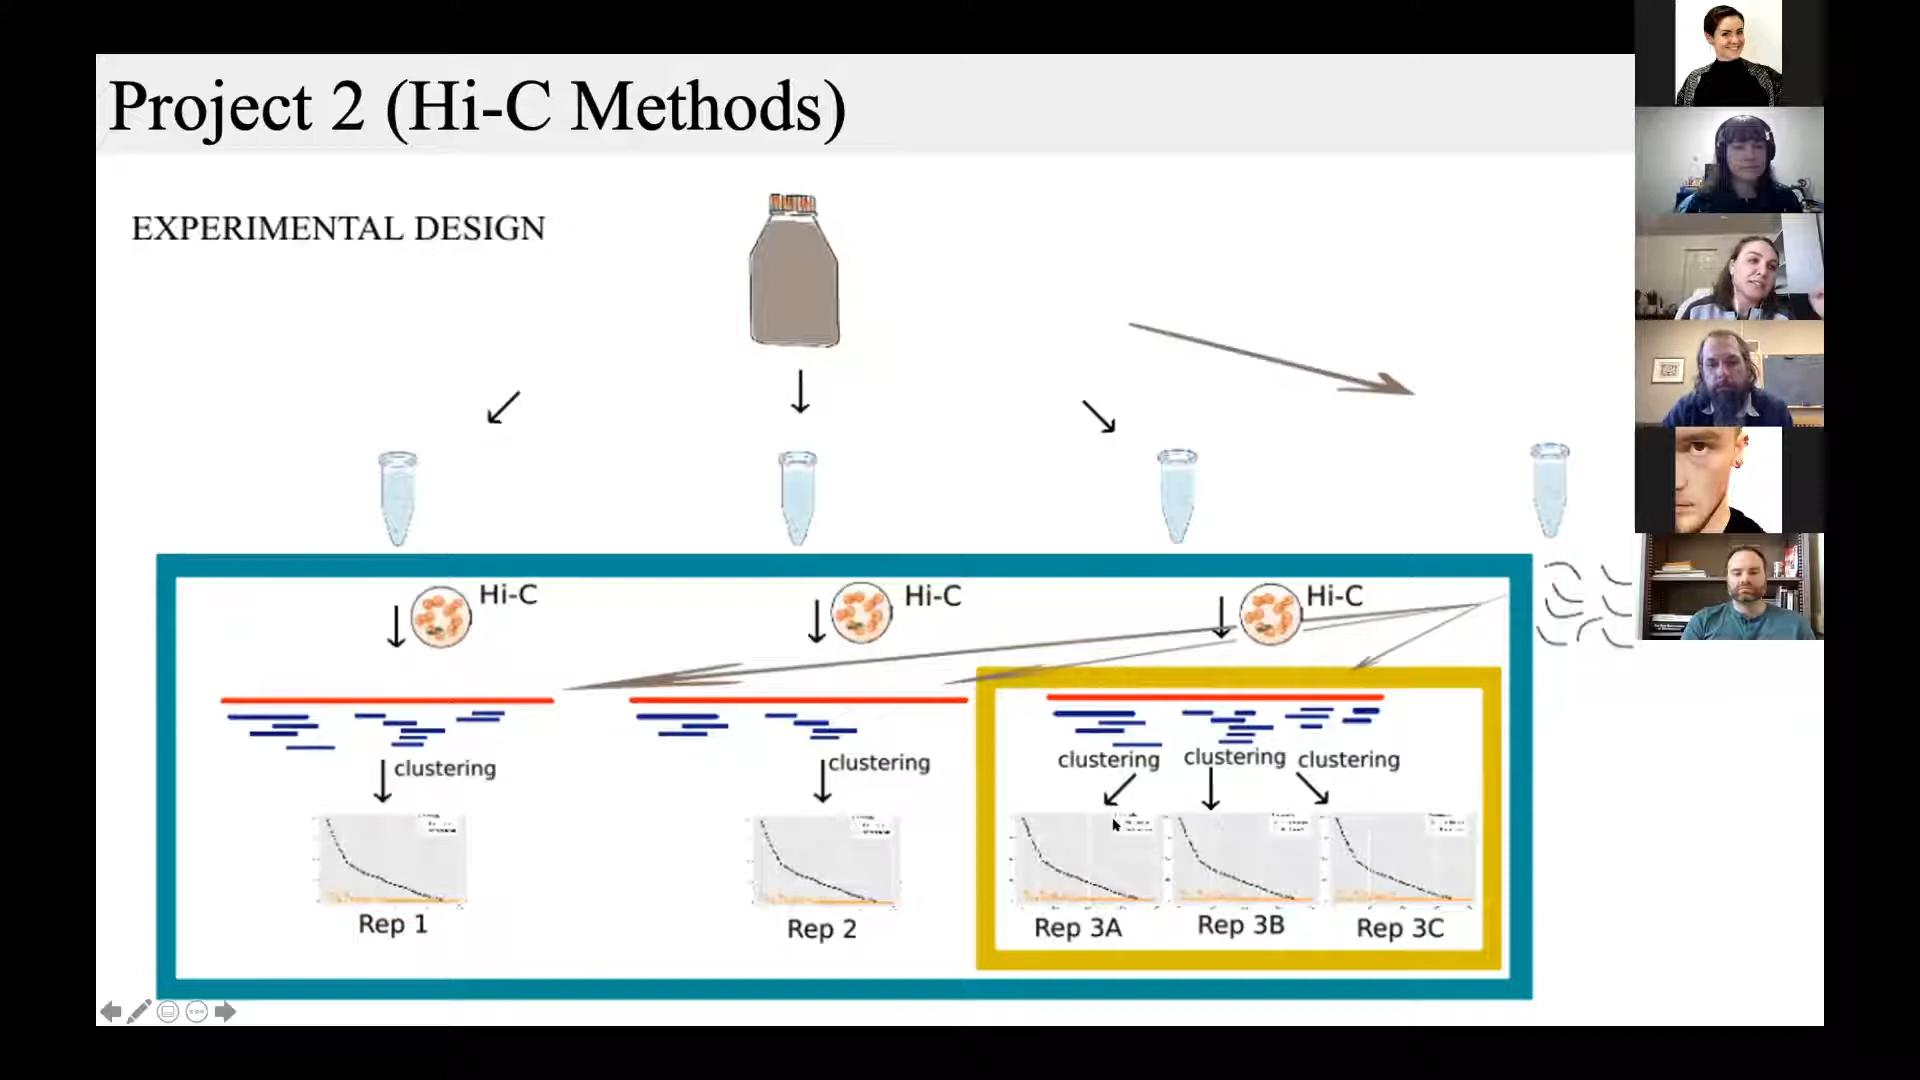 Project 2 (Hi-C Methods)
EXPERIMENTAL DESIGN
Hi-C
Hi-C
Hi-C
clustering
clustering
clustering
clustering
clustering
Rep 1
Rep 2
Rep 3A
Rep 3B
Rep 3C